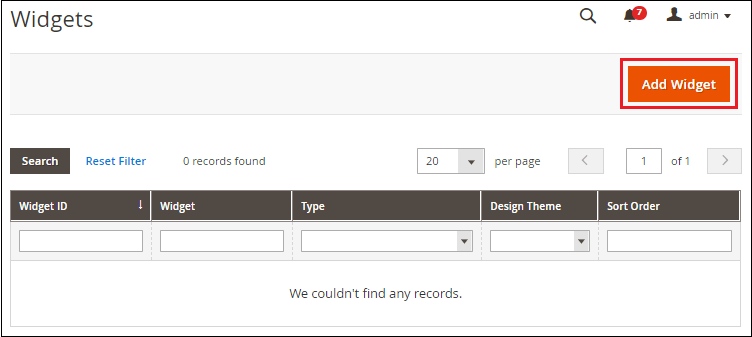 Widgets 7 admin
Add Widget
Search Reset Filter 0 records found 20 per page 1 of 1
Widget ID ↓ Widget Type Design Theme Sort Order
We couldn't find any records.